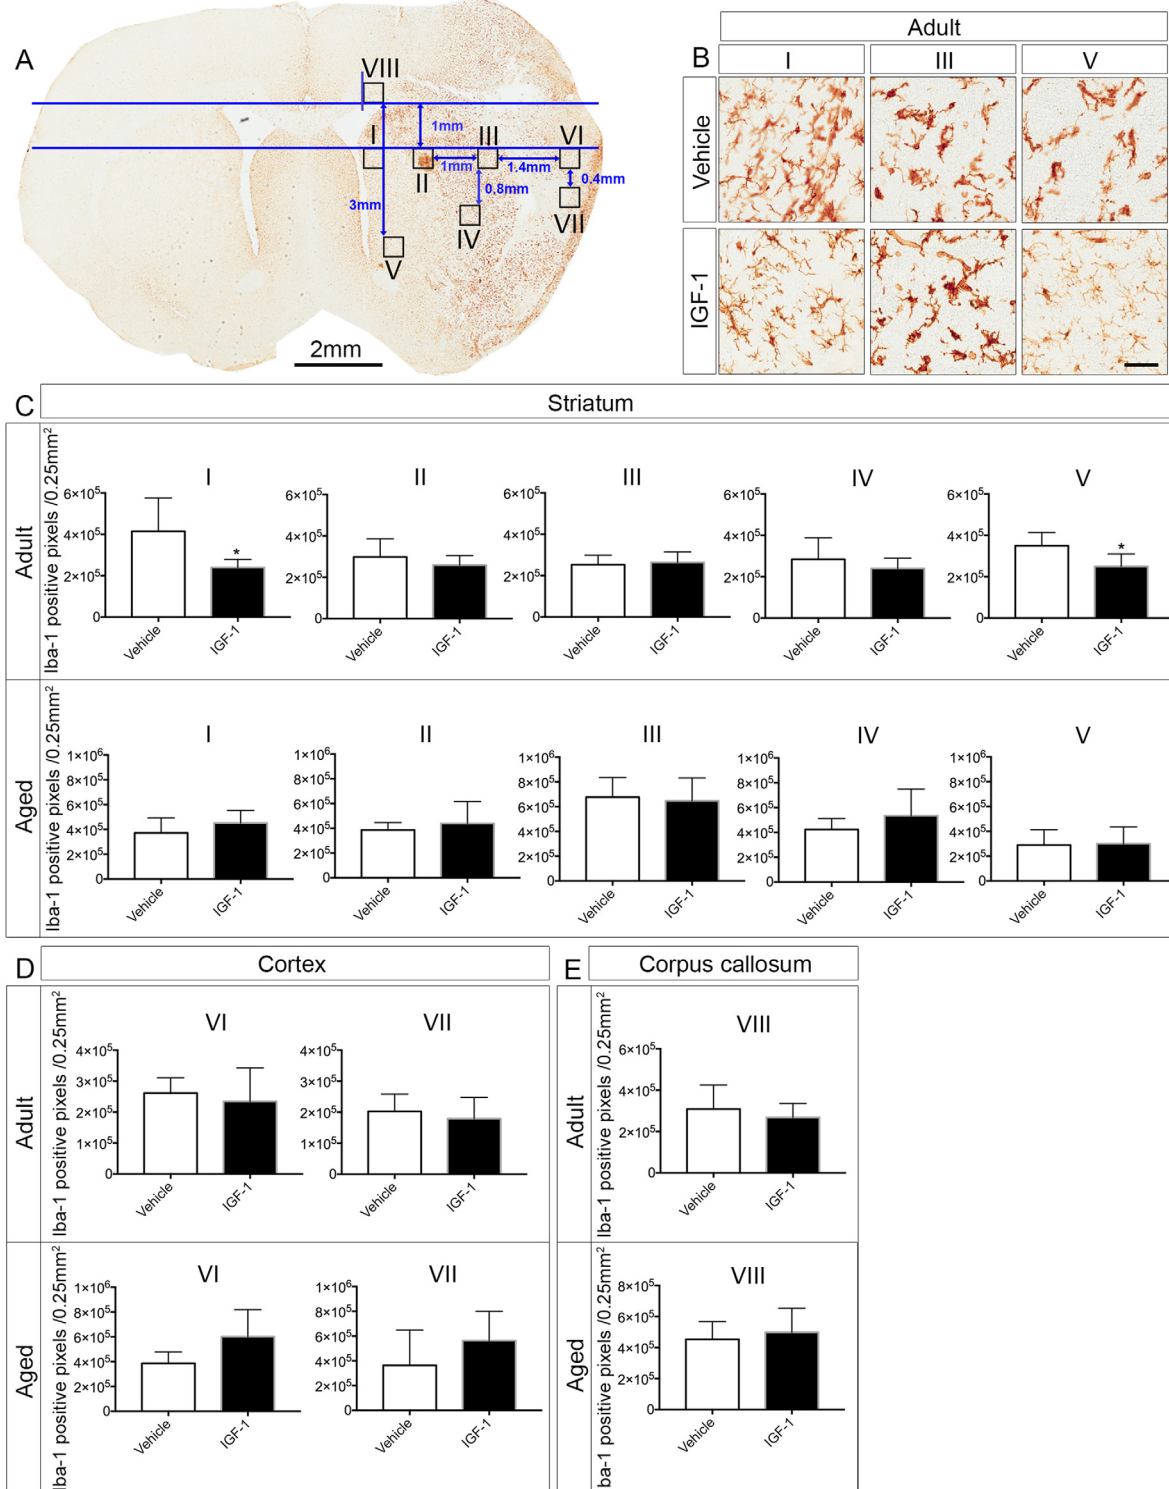 A
VIII
1mm
I
III
VI
II
1mm
1.4mm
0.4mm
0.8mm
3mm
IV
VII
V
2mm
B
Adult
I
III
V
Vehicle
IGF-1
C
Striatum
Adult
Iba-1 positive pixels /0.25mm²
I
6×10⁵
4×10⁵
2×10⁵
0
Vehicle
*
IGF-1
II
6×10⁵
4×10⁵
2×10⁵
0
Vehicle
IGF-1
III
6×10⁵
4×10⁵
2×10⁵
0
Vehicle
IGF-1
IV
6×10⁵
4×10⁵
2×10⁵
0
Vehicle
IGF-1
V
6×10⁵
4×10⁵
2×10⁵
0
Vehicle
*
IGF-1
Aged
Iba-1 positive pixels /0.25mm²
I
1×10⁶
8×10⁵
6×10⁵
4×10⁵
2×10⁵
0
Vehicle
IGF-1
II
1×10⁶
8×10⁵
6×10⁵
4×10⁵
2×10⁵
0
Vehicle
IGF-1
III
1×10⁶
8×10⁵
6×10⁵
4×10⁵
2×10⁵
0
Vehicle
IGF-1
IV
1×10⁶
8×10⁵
6×10⁵
4×10⁵
2×10⁵
0
Vehicle
IGF-1
V
1×10⁶
8×10⁵
6×10⁵
4×10⁵
2×10⁵
0
Vehicle
IGF-1
D
Cortex
Adult
Iba-1 positive pixels /0.25mm²
VI
4×10⁵
3×10⁵
2×10⁵
1×10⁵
0
Vehicle
IGF-1
VII
4×10⁵
3×10⁵
2×10⁵
1×10⁵
0
Vehicle
IGF-1
Aged
Iba-1 positive pixels /0.25mm²
VI
1×10⁶
8×10⁵
6×10⁵
4×10⁵
2×10⁵
0
Vehicle
IGF-1
VII
1×10⁶
8×10⁵
6×10⁵
4×10⁵
2×10⁵
0
Vehicle
IGF-1
E
Corpus callosum
Adult
Iba-1 positive pixels /0.25mm²
VIII
6×10⁵
4×10⁵
2×10⁵
0
Vehicle
IGF-1
Aged
ba-1 positive pixels /0.25mm²
VIII
8×10⁵
6×10⁵
4×10⁵
2×10⁵
0
Vehicle
IGF-1